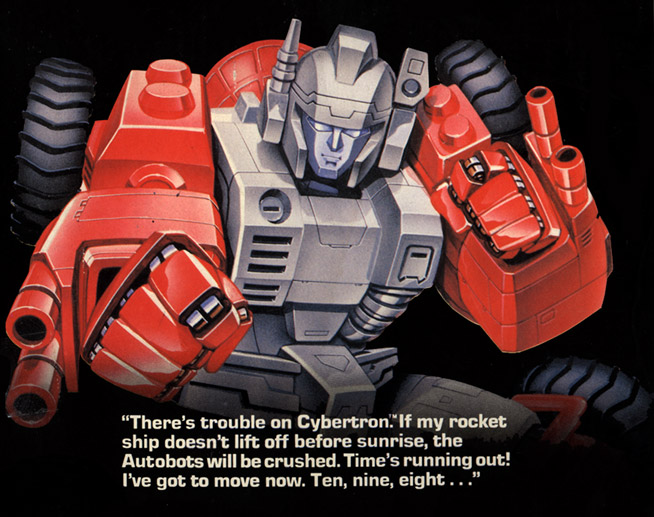 “There's trouble on Cybertron.™ If my rocket
ship doesn't lift off before sunrise, the
Autobots will be crushed. Time's running out!
I've got to move now. Ten, nine, eight . . .”